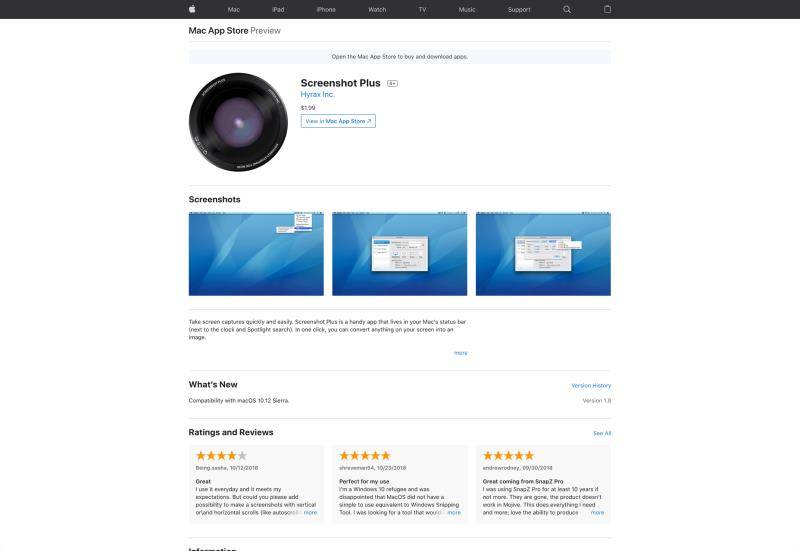 Mac
iPad
iPhone
Watch
TV
Music
Support
Mac App Store Preview
Open the Mac App Store to buy and download apps.
Screenshot Plus 4+
Hyrax Inc.
$1.99
View in Mac App Store ↗
Screenshots
Take screen captures quickly and easily. Screenshot Plus is a handy app that lives in your Mac's status bar
(next to the clock and Spotlight search). In one click, you can convert anything on your screen into an
image.
more
What's New
Version History
Compatibility with macOS 10.12 Sierra.
Version 1.8
Ratings and Reviews
See All
Being.sasha, 10/12/2018
Great
I use it everyday and it meets my
expectations. But could you please add
possibility to make a screenshots with vertical
or\and horizontal scrolls (like autoscroll
more
shreveman54, 10/23/2018
Perfect for my use
I'm a Windows 10 refugee and was
disappointed that MacOS did not have a
simple to use equivalent to Windows Snipping
Tool. I was looking for a tool that would
more
andrewrodney, 09/30/2018
Great coming from SnapZ Pro
I was using SnapZ Pro for at least 10 years if
not more. They are gone, the product doesn't
work in Mojive. This does everything I need
and more; love the ability to produce
more
Information